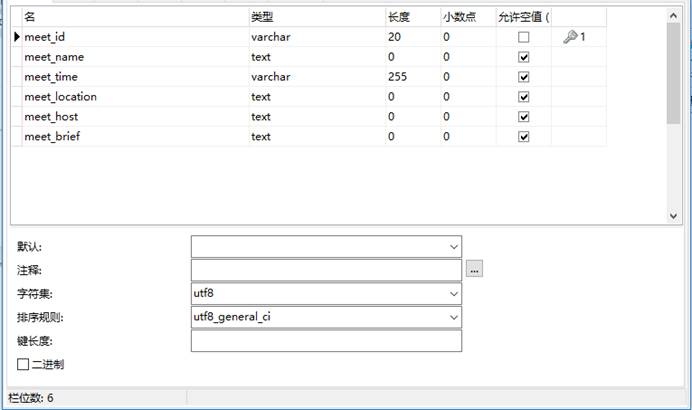 名 类型 长度 小数点 允许空值 (
meet_id varchar 20 0 1
meet_name text 0 0
meet_time varchar 255 0
meet_location text 0 0
meet_host text 0 0
meet_brief text 0 0
默认:
注释: ...
字符集: utf8
排序规则: utf8_general_ci
键长度:
二进制
栏位数: 6